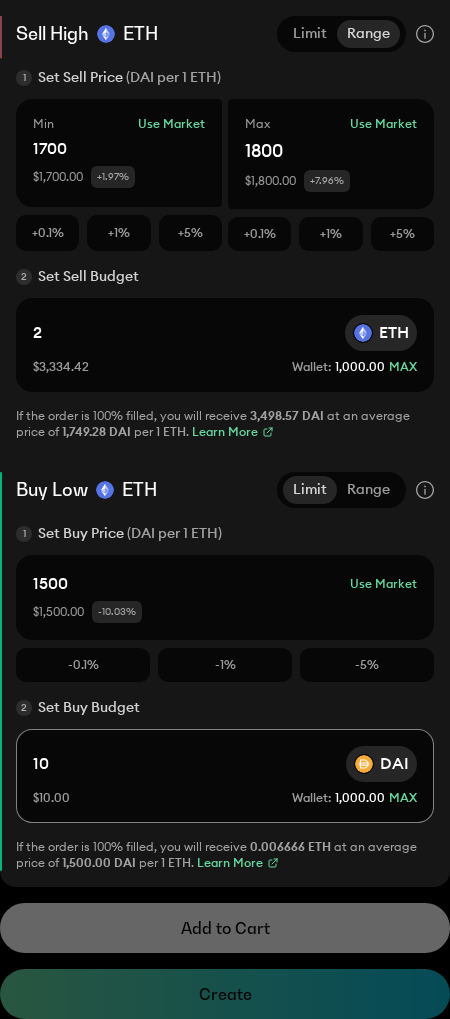 Sell High ETH Limit Range
1 Set Sell Price (DAI per 1 ETH)
Min Use Market
1700
$1,700.00 +1.97%
Max Use Market
1800
$1,800.00 +7.96%
+0.1% +1% +5% +0.1% +1% +5%
2 Set Sell Budget
2 ETH
$3,334.42 Wallet: 1,000.00 MAX
If the order is 100% filled, you will receive 3,498.57 DAI at an average
price of 1,749.28 DAI per 1 ETH. Learn More
Buy Low ETH Limit Range
1 Set Buy Price (DAI per 1 ETH)
1500 Use Market
$1,500.00 -10.03%
-0.1% -1% -5%
2 Set Buy Budget
10 DAI
$10.00 Wallet: 1,000.00 MAX
If the order is 100% filled, you will receive 0.006666 ETH at an average
price of 1,500.00 DAI per 1 ETH. Learn More
Add to Cart
Create